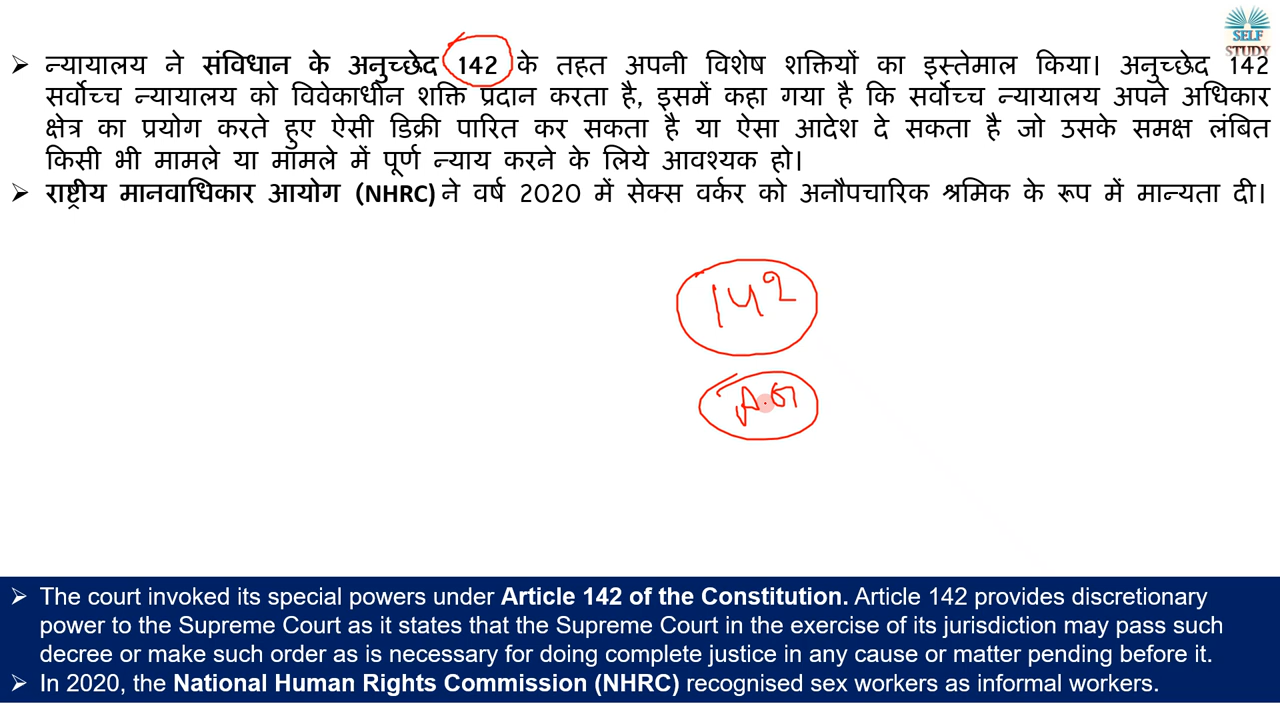 SELF
STUDY
➢ न्यायालय ने संविधान के अनुच्छेद 142 के तहत अपनी विशेष शक्तियों का इस्तेमाल किया। अनुच्छेद 142
सर्वोच्च न्यायालय को विवेकाधीन शक्ति प्रदान करता है, इसमें कहा गया है कि सर्वोच्च न्यायालय अपने अधिकार
क्षेत्र का प्रयोग करते हुए ऐसी डिक्री पारित कर सकता है या ऐसा आदेश दे सकता है जो उसके समक्ष लंबित
किसी भी मामले या मामले में पूर्ण न्याय करने के लिये आवश्यक हो।
➢ राष्ट्रीय मानवाधिकार आयोग (NHRC) ने वर्ष 2020 में सेक्स वर्कर को अनौपचारिक श्रमिक के रूप में मान्यता दी।
142
➢ The court invoked its special powers under Article 142 of the Constitution. Article 142 provides discretionary
power to the Supreme Court as it states that the Supreme Court in the exercise of its jurisdiction may pass such
decree or make such order as is necessary for doing complete justice in any cause or matter pending before it.
➢ In 2020, the National Human Rights Commission (NHRC) recognised sex workers as informal workers.